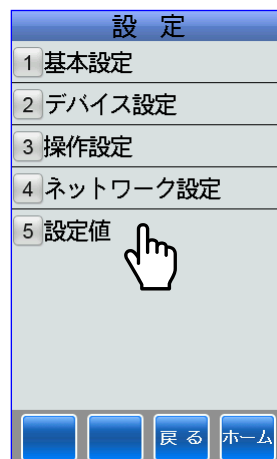 設　定
1 基本設定
2 デバイス設定
3 操作設定
4 ネットワーク設定
5 設定値
戻る ホーム